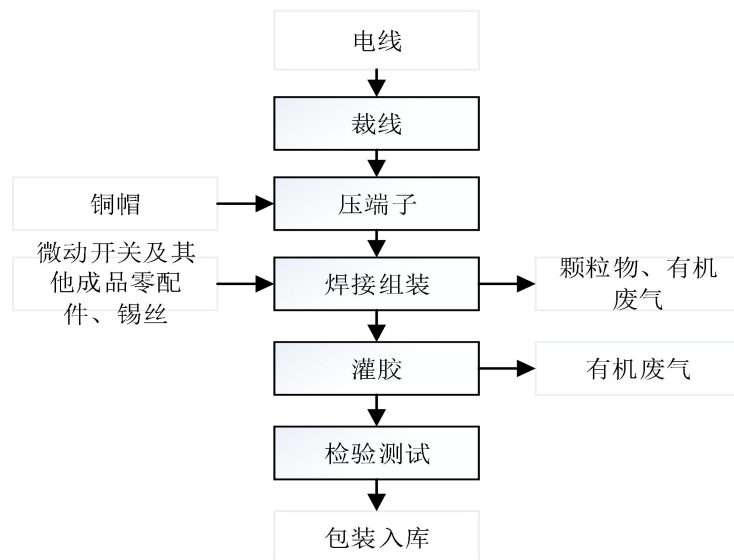 电线
裁线
铜帽
压端子
微动开关及其
他成品零配
件、锡丝
焊接组装
颗粒物、有机
废气
灌胶
有机废气
检验测试
包装入库